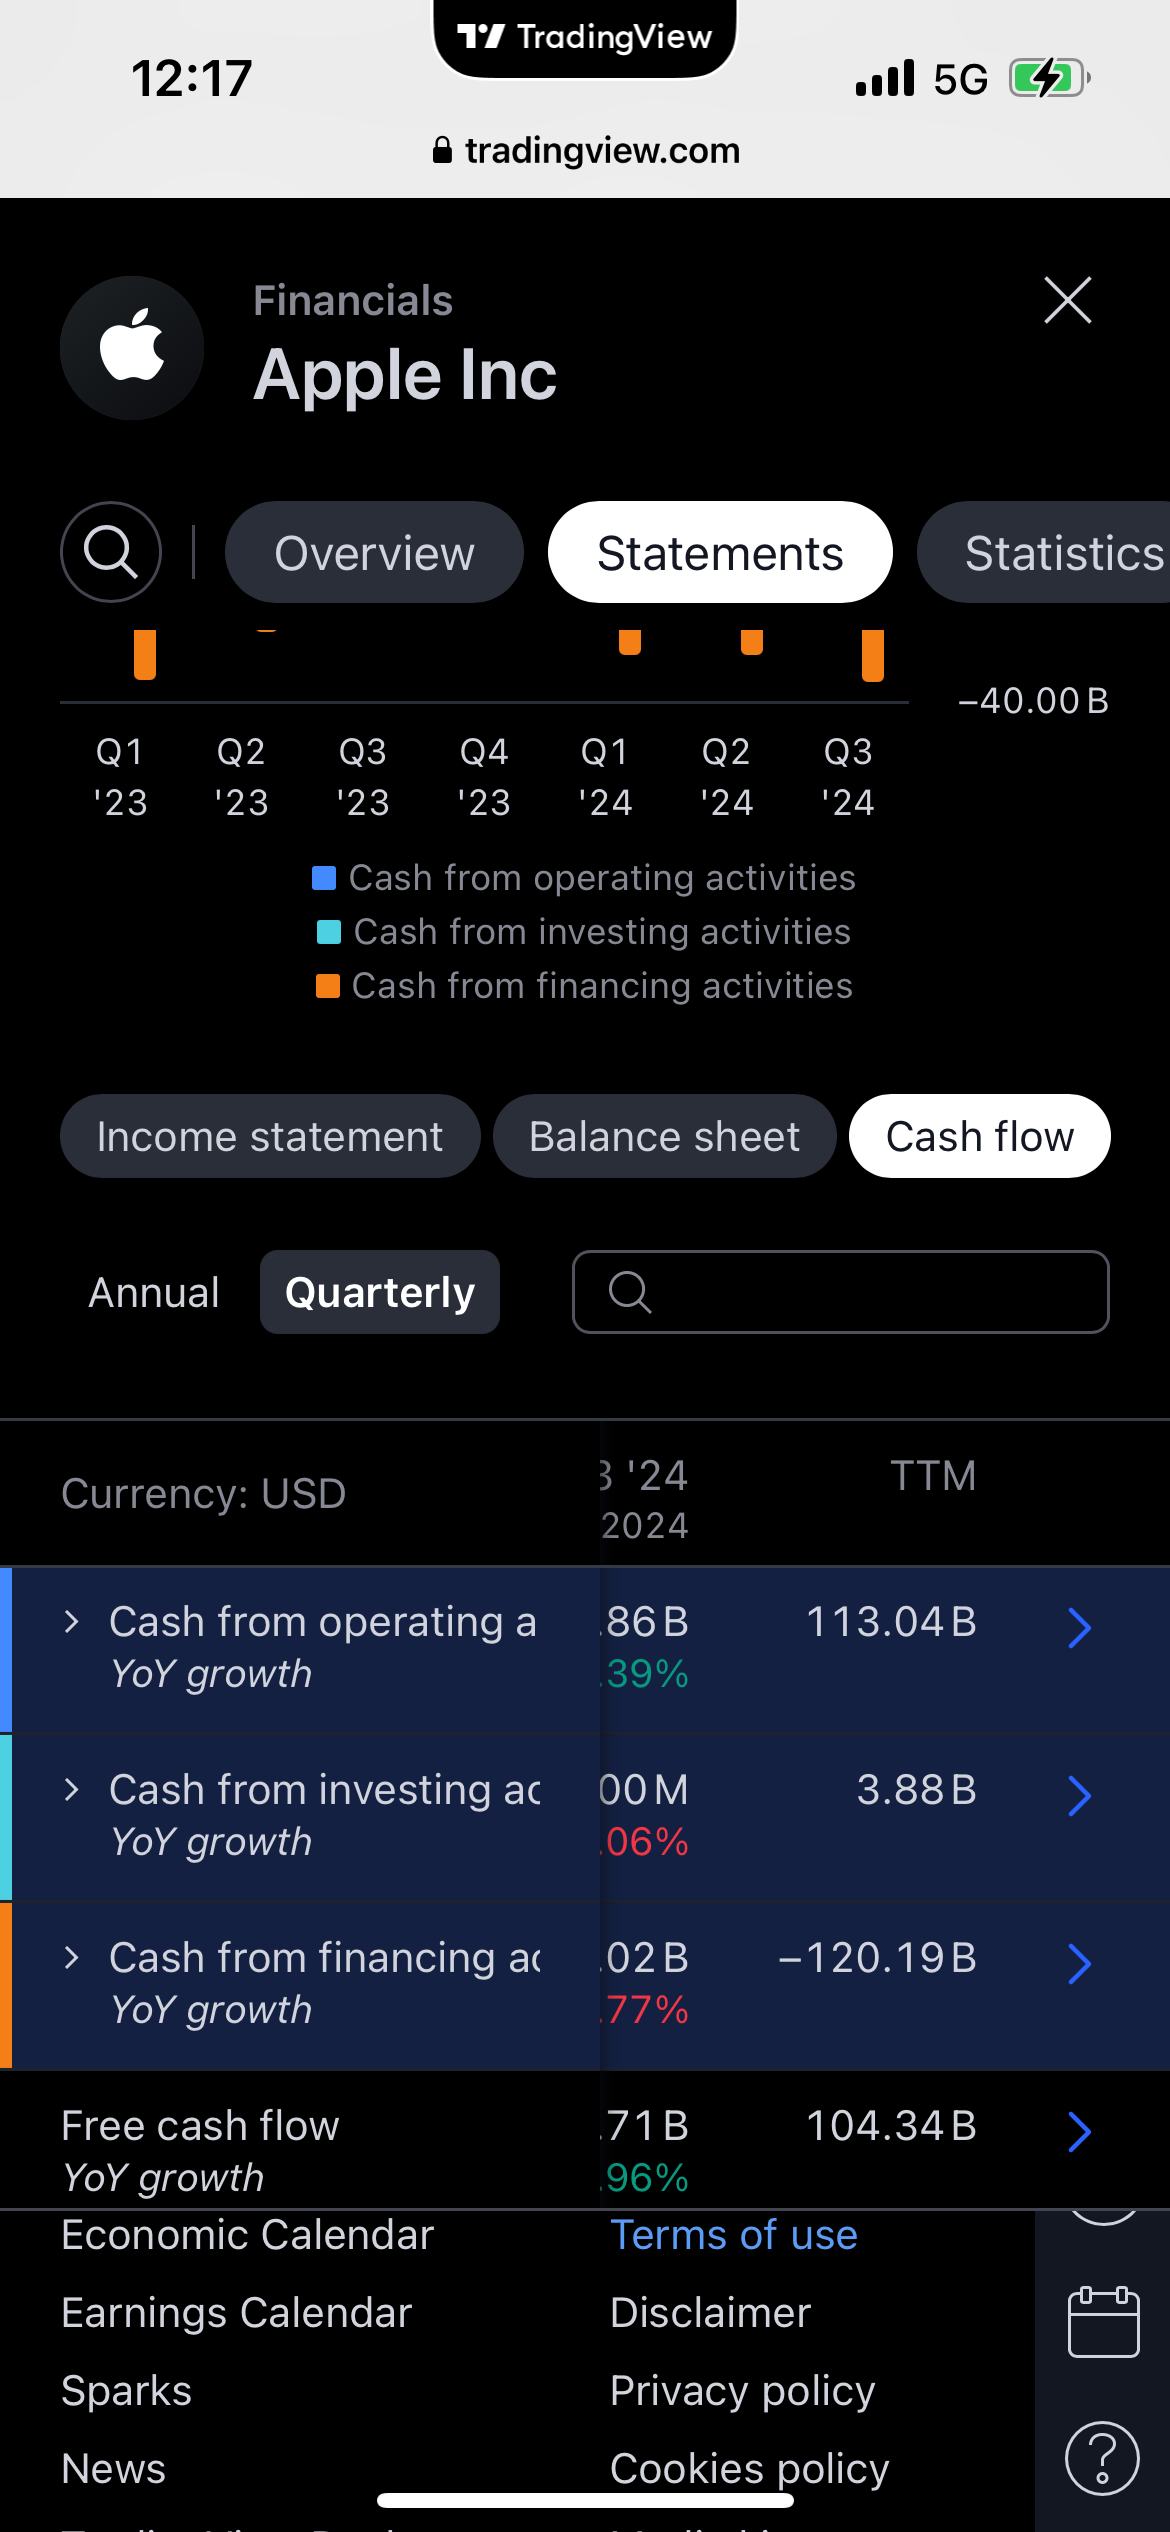 TradingView
12:17
5G
tradingview.com
Financials
Apple Inc
Overview
Statements
Statistics
−40.00 B
Q1 Q2 Q3 Q4 Q1 Q2 Q3
'23 '23 '23 '23 '24 '24 '24
Cash from operating activities
Cash from investing activities
Cash from financing activities
Income statement
Balance sheet
Cash flow
Annual
Quarterly
Currency: USD
'24
2024
TTM
Cash from operating a
.86 B
113.04 B
YoY growth
.39%
Cash from investing ac
00 M
3.88 B
YoY growth
.06%
Cash from financing ac
.02 B
−120.19 B
YoY growth
.77%
Free cash flow
.71 B
104.34 B
YoY growth
.96%
Economic Calendar
Terms of use
Earnings Calendar
Disclaimer
Sparks
Privacy policy
News
Cookies policy